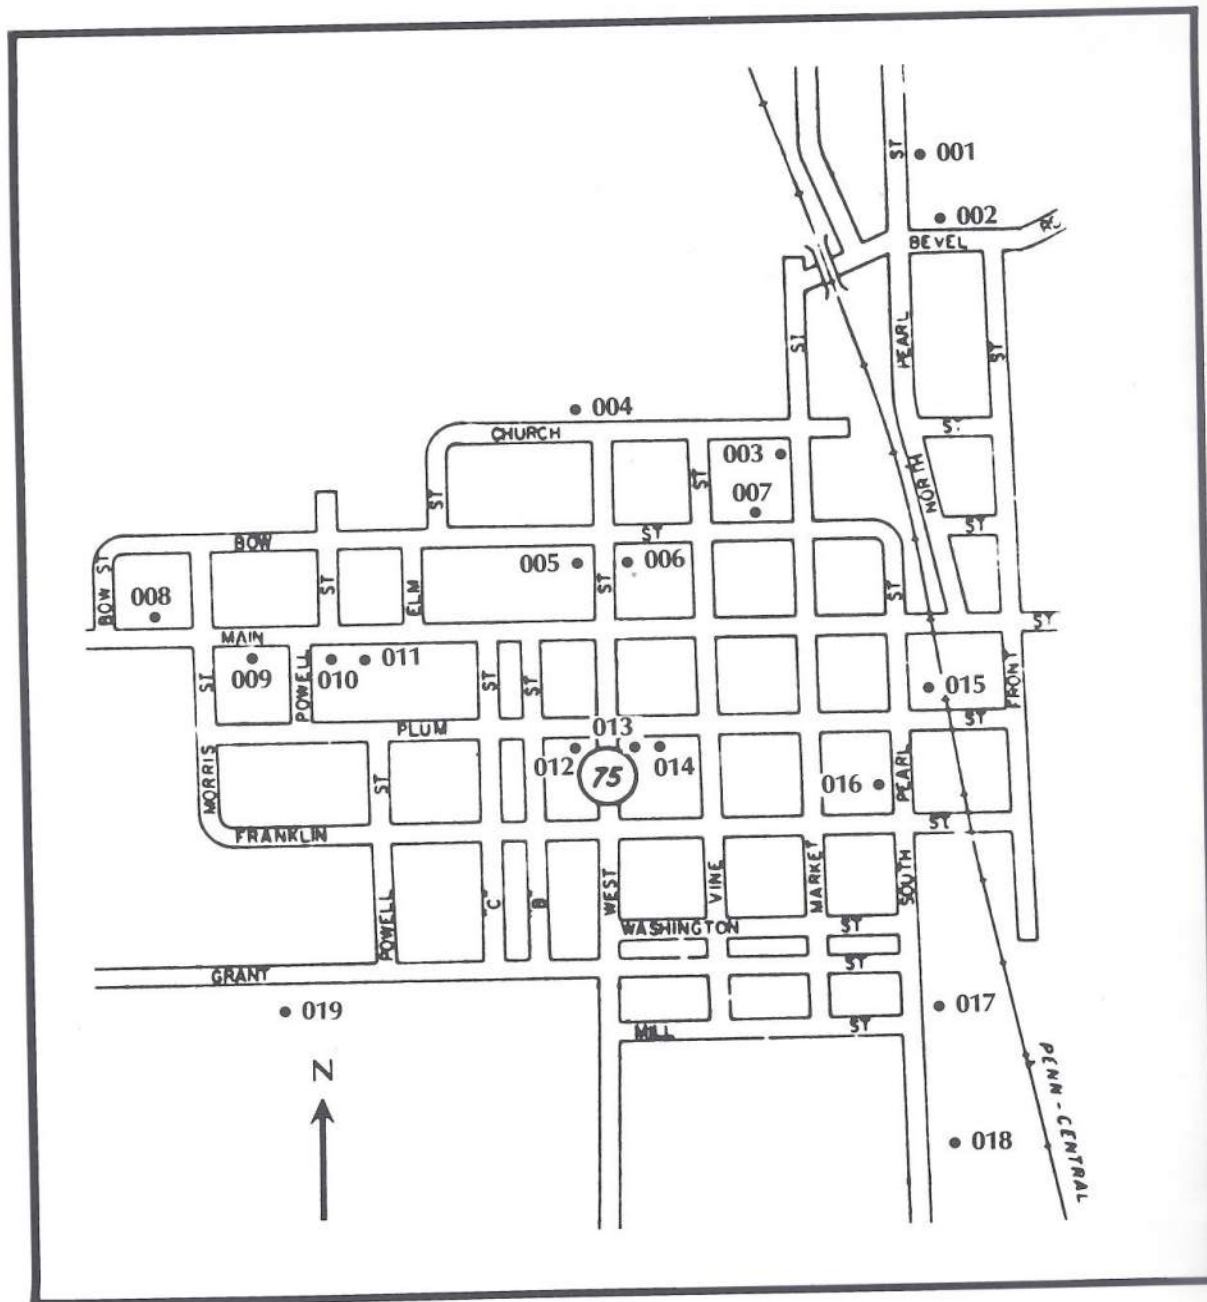 ST
001
002
BEVEL
ST
PEARL
ST
004
CHURCH
ST
003
ST
ST
007
NORTH
BOW
ST
ST
005
006
BOW ST
ST
ELM
ST
ST
008
MAIN
ST
ST
009
POWELL
010
011
ST
ST
015
FRONT
PLUM
013
ST
MORRIS
ST
012
75
014
016
PEARL
FRANKLIN
ST
POWELL
"C"
"B"
WEST
VINE
MARKET
SOUTH
WASHINGTON
ST
GRANT
ST
019
MILL
ST
017
N
PENN-CENTRAL
018